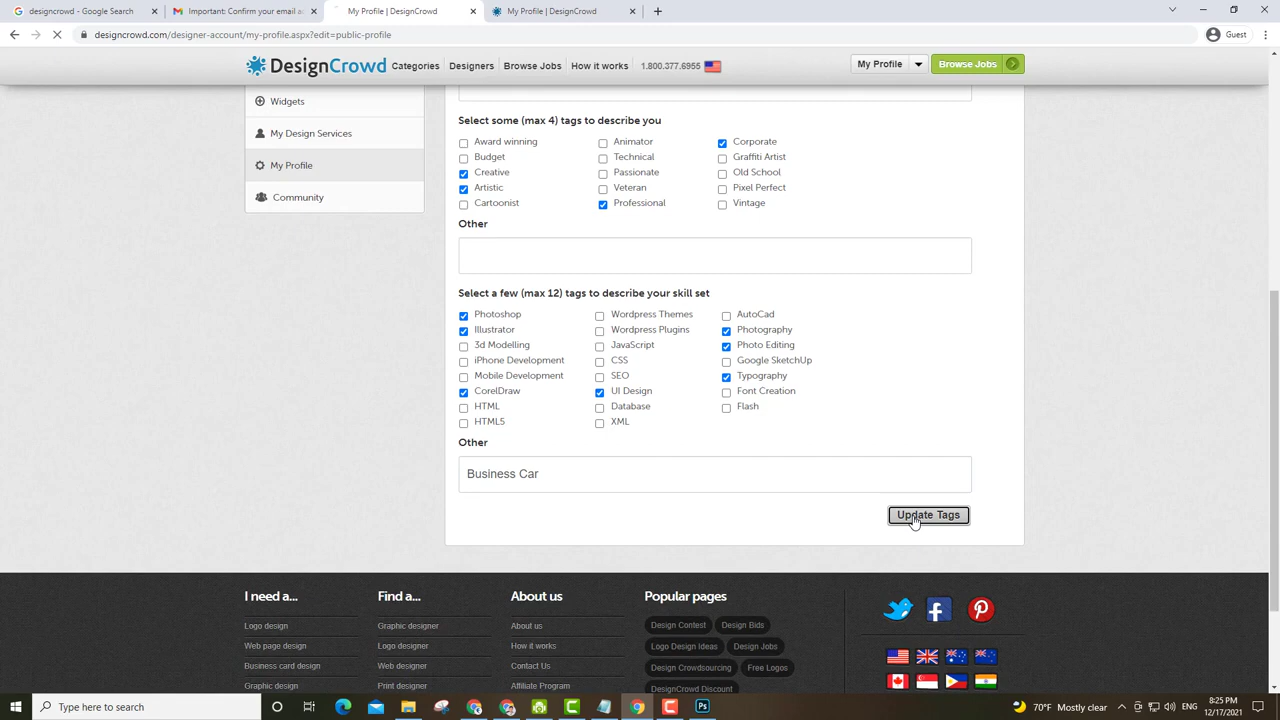 designcrowd - Google Search
Important: Confirm your email ac
My Profile | DesignCrowd
My Profile | DesignCrowd
designcrowd.com/designer-account/my-profile.aspx?edit=public-profile
Guest
DesignCrowd
Categories
Designers
Browse Jobs
How it works
1.800.377.6955
My Profile
Browse Jobs
Widgets
My Design Services
My Profile
Community
Select some (max 4) tags to describe you
Award winning
Animator
Corporate
Budget
Technical
Graffiti Artist
Creative
Passionate
Old School
Artistic
Veteran
Pixel Perfect
Cartoonist
Professional
Vintage
Other
Select a few (max 12) tags to describe your skill set
Photoshop
Wordpress Themes
AutoCad
Illustrator
Wordpress Plugins
Photography
3d Modelling
JavaScript
Photo Editing
iPhone Development
CSS
Google SketchUp
Mobile Development
SEO
Typography
CorelDraw
UI Design
Font Creation
HTML
Database
Flash
HTML5
XML
Other
Business Car
Update Tags
I need a...
Find a...
About us
Popular pages
Logo design
Graphic designer
About us
Design Contest
Design Bids
Web page design
Logo designer
How it works
Logo Design Ideas
Design Jobs
Business card design
Web designer
Contact Us
Design Crowdsourcing
Free Logos
Graphic design
Print designer
Affiliate Program
DesignCrowd Discount
Type here to search
70°F Mostly clear
ENG
8:25 PM
12/17/2021